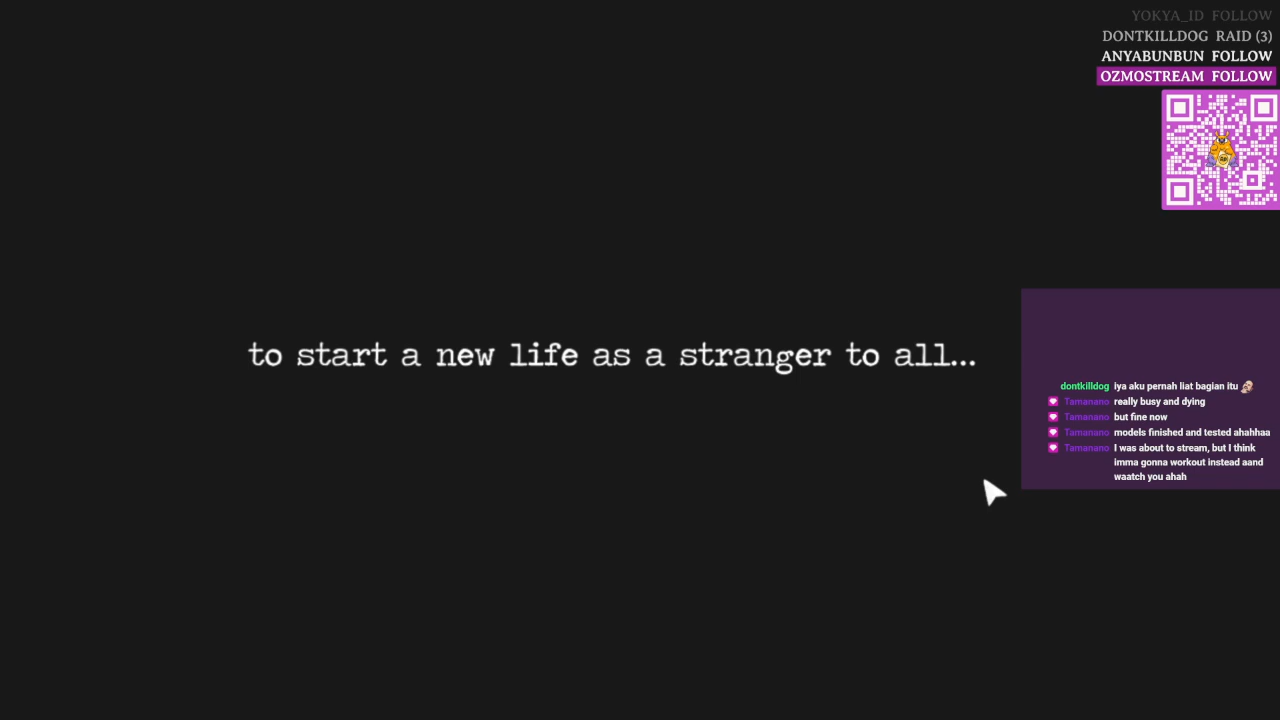 YOKYA_ID FOLLOW
DONTKILLDOG RAID (3)
ANYABUNBUN FOLLOW
OZMOSTREAM FOLLOW
to start a new life as a stranger to all...
dontkilldog iya aku pernah liat bagian itu
Tamanano really busy and dying
Tamanano but fine now
Tamanano models finished and tested ahahhaa
Tamanano I was about to stream, but I think
imma gonna workout instead aand
waatch you ahah